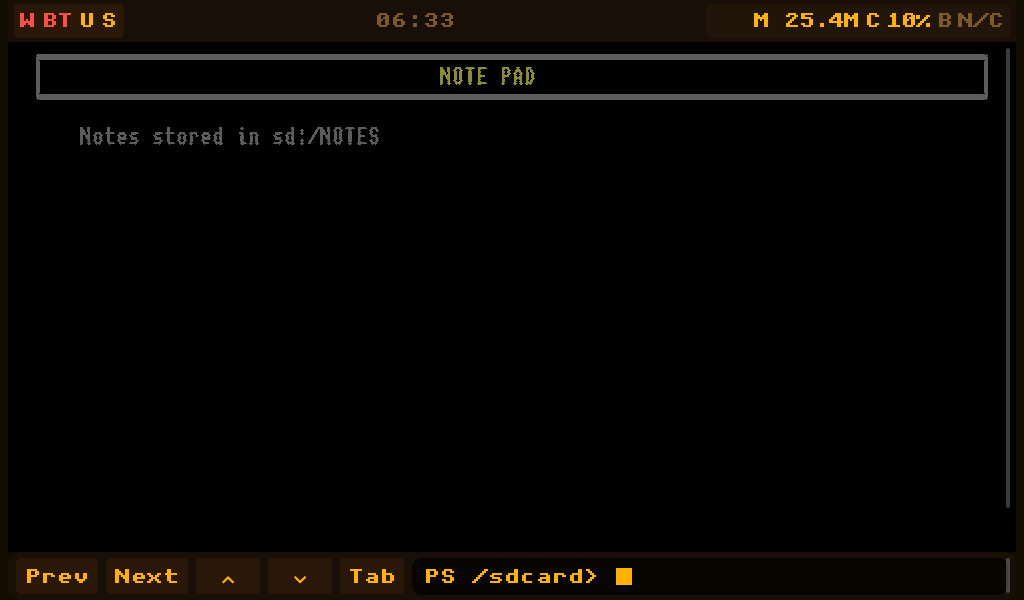 W BT U S 06:33 M 25.4M C 10% B N/C
NOTE PAD
Notes stored in sd:/NOTES
Prev Next ^ ⌄ Tab PS /sdcard>